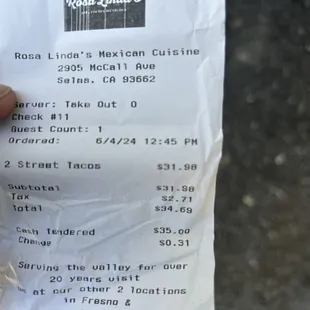 Rosa Linda's
Rosa Linda's Mexican Cuisine
2905 McCall Ave
Selma, CA 93662
Server: Take Out 0
Check #11
Guest Count: 1
Ordered: 6/4/24 12:45 PM
2 Street Tacos $31.98
Subtotal $31.98
Tax $2.71
Total $34.69
Cash Tendered $35.00
Change $0.31
Serving the valley for over
20 years visit
us at our other 2 locations
in Fresno &